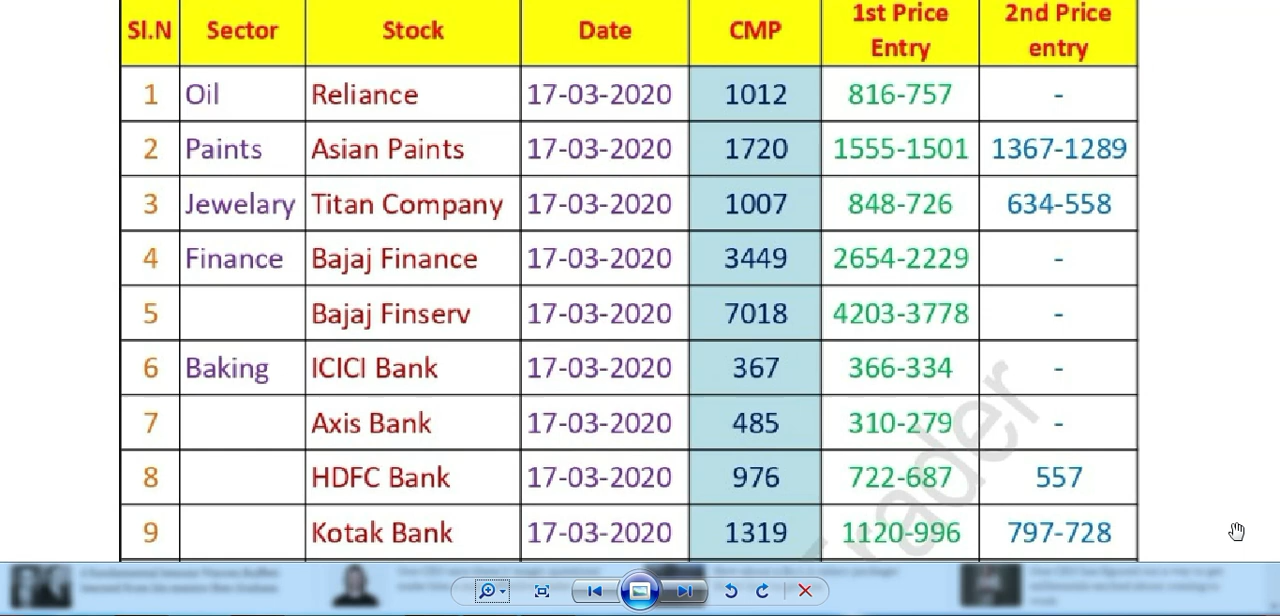 Sl.N Sector Stock Date CMP 1st Price Entry 2nd Price entry
1 Oil Reliance 17-03-2020 1012 816-757 -
2 Paints Asian Paints 17-03-2020 1720 1555-1501 1367-1289
3 Jewelary Titan Company 17-03-2020 1007 848-726 634-558
4 Finance Bajaj Finance 17-03-2020 3449 2654-2229 -
5 Bajaj Finserv 17-03-2020 7018 4203-3778 -
6 Baking ICICI Bank 17-03-2020 367 366-334 -
7 Axis Bank 17-03-2020 485 310-279 -
8 HDFC Bank 17-03-2020 976 722-687 557
9 Kotak Bank 17-03-2020 1319 1120-996 797-728
Trader